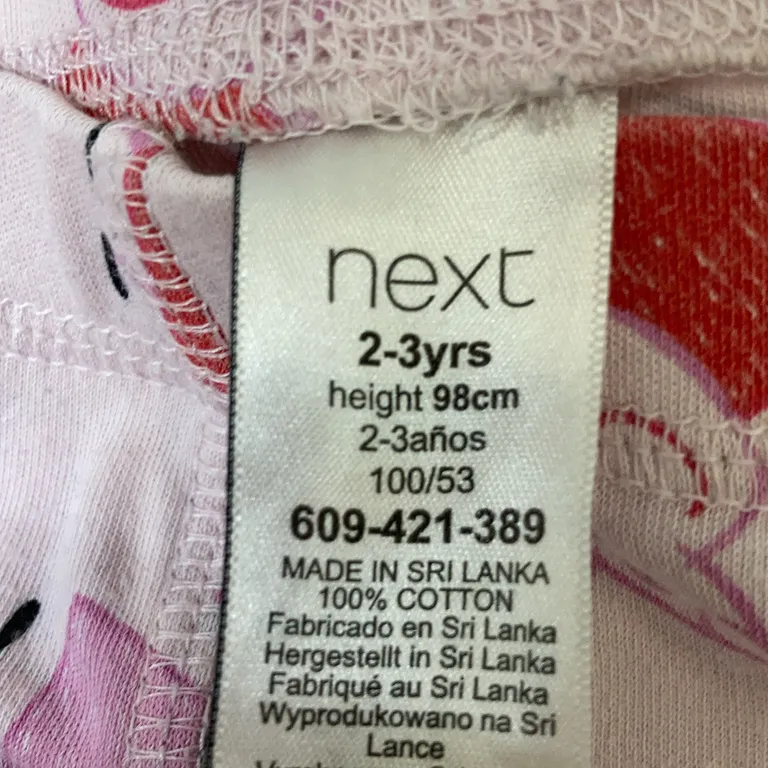 next
2-3yrs
height 98cm
2-3años
100/53
609-421-389
MADE IN SRI LANKA
100% COTTON
Fabricado en Sri Lanka
Hergestellt in Sri Lanka
Fabriqué au Sri Lanka
Wyprodukowano na Sri
Lance